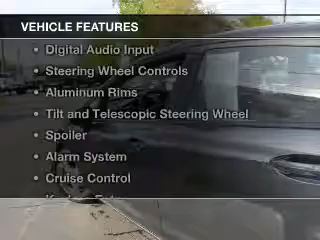 VEHICLE FEATURES
• Digital Audio Input
• Steering Wheel Controls
• Aluminum Rims
• Tilt and Telescopic Steering Wheel
• Spoiler
• Alarm System
• Cruise Control